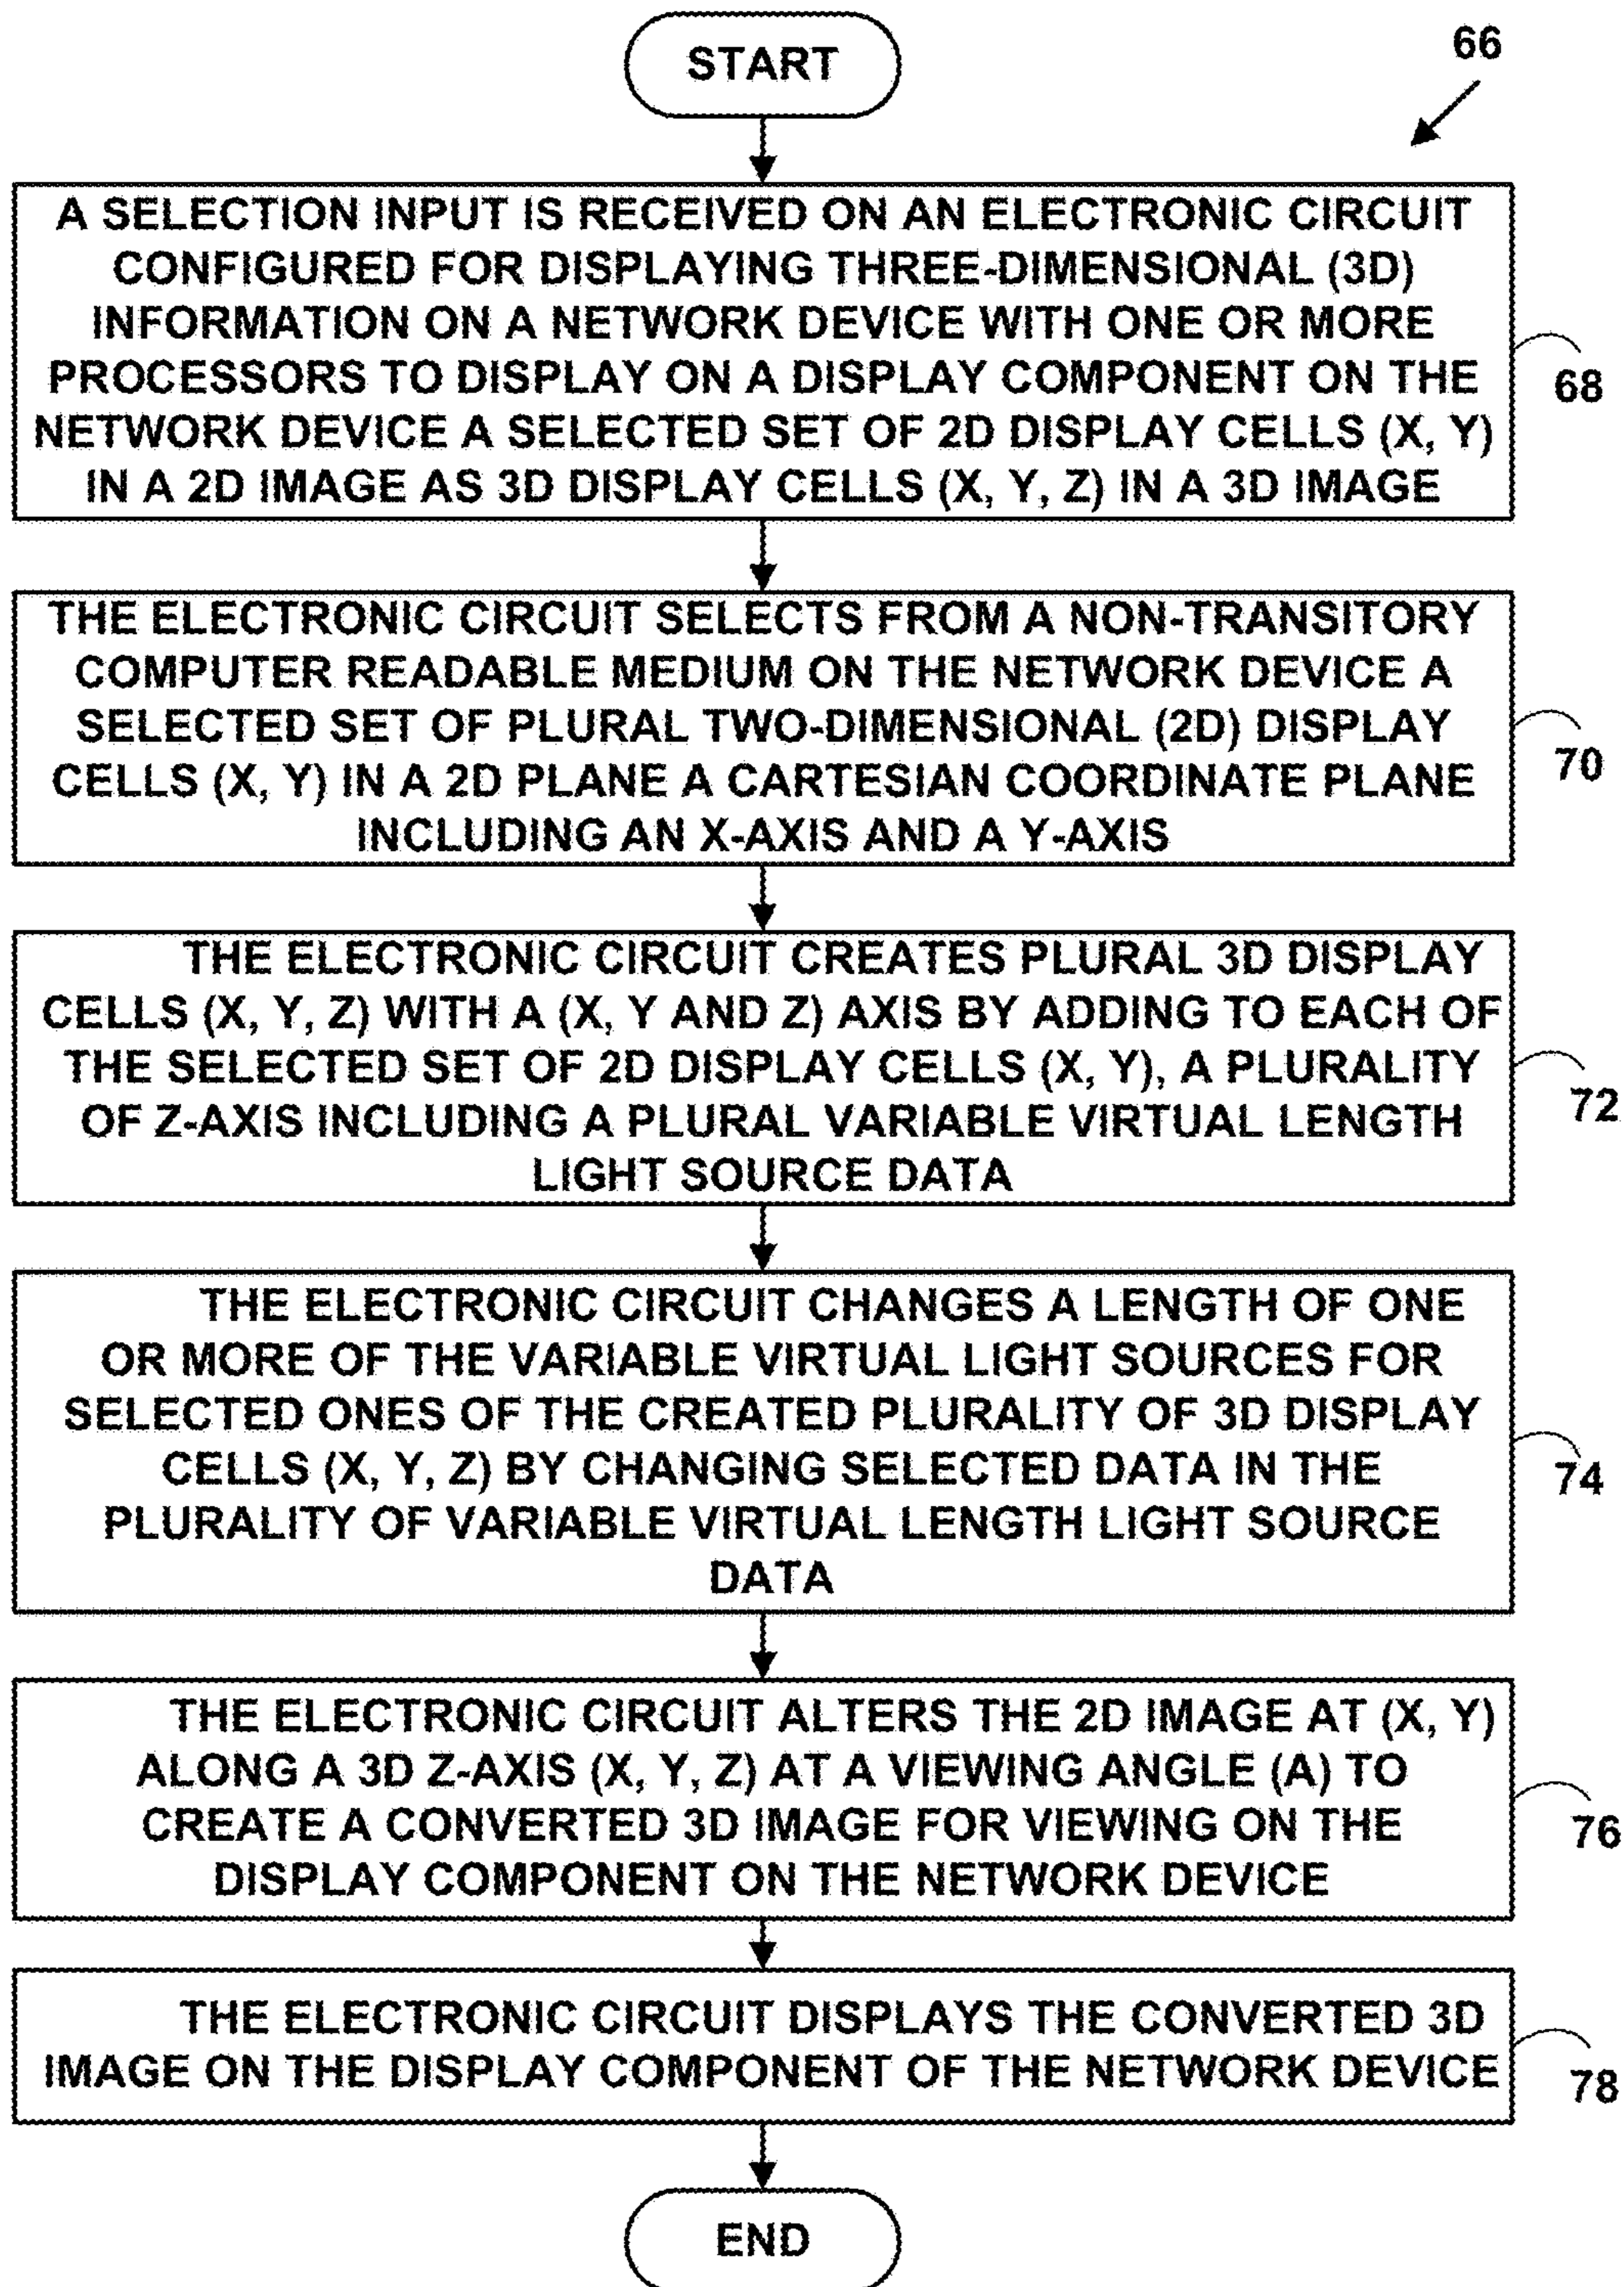 START
66
A SELECTION INPUT IS RECEIVED ON AN ELECTRONIC CIRCUIT
CONFIGURED FOR DISPLAYING THREE-DIMENSIONAL (3D)
INFORMATION ON A NETWORK DEVICE WITH ONE OR MORE
PROCESSORS TO DISPLAY ON A DISPLAY COMPONENT ON THE
NETWORK DEVICE A SELECTED SET OF 2D DISPLAY CELLS (X, Y)
IN A 2D IMAGE AS 3D DISPLAY CELLS (X, Y, Z) IN A 3D IMAGE
68
THE ELECTRONIC CIRCUIT SELECTS FROM A NON-TRANSITORY
COMPUTER READABLE MEDIUM ON THE NETWORK DEVICE A
SELECTED SET OF PLURAL TWO-DIMENSIONAL (2D) DISPLAY
CELLS (X, Y) IN A 2D PLANE A CARTESIAN COORDINATE PLANE
INCLUDING AN X-AXIS AND A Y-AXIS
70
THE ELECTRONIC CIRCUIT CREATES PLURAL 3D DISPLAY
CELLS (X, Y, Z) WITH A (X, Y AND Z) AXIS BY ADDING TO EACH OF
THE SELECTED SET OF 2D DISPLAY CELLS (X, Y), A PLURALITY
OF Z-AXIS INCLUDING A PLURAL VARIABLE VIRTUAL LENGTH
LIGHT SOURCE DATA
72
THE ELECTRONIC CIRCUIT CHANGES A LENGTH OF ONE
OR MORE OF THE VARIABLE VIRTUAL LIGHT SOURCES FOR
SELECTED ONES OF THE CREATED PLURALITY OF 3D DISPLAY
CELLS (X, Y, Z) BY CHANGING SELECTED DATA IN THE
PLURALITY OF VARIABLE VIRTUAL LENGTH LIGHT SOURCE
DATA
74
THE ELECTRONIC CIRCUIT ALTERS THE 2D IMAGE AT (X, Y)
ALONG A 3D Z-AXIS (X, Y, Z) AT A VIEWING ANGLE (A) TO
CREATE A CONVERTED 3D IMAGE FOR VIEWING ON THE
DISPLAY COMPONENT ON THE NETWORK DEVICE
76
THE ELECTRONIC CIRCUIT DISPLAYS THE CONVERTED 3D
IMAGE ON THE DISPLAY COMPONENT OF THE NETWORK DEVICE
78
END